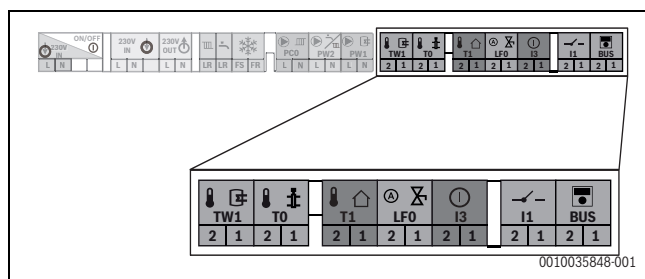 ON/OFF
230V IN
230V IN
230V OUT
PC0 PW2 PW1
TW1 T0 T1 LF0 I3 I1 BUS
L N L N L N LR LR FS FR L N L N L N
2 1 2 1 2 1 2 1 2 1 2 1 2 1
A
TW1 T0 T1 LF0 I3 I1 BUS
2 1 2 1 2 1 2 1 2 1 2 1 2 1
0010035848-001